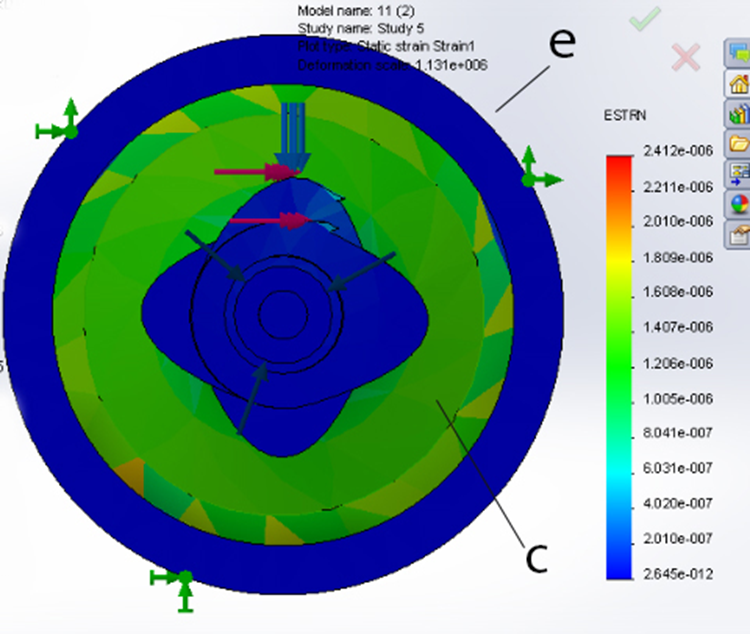 Model name: 11 (2)
Study name: Study 5
Plot type: Static strain Strain1
Deformation scale: 1.131e+006
e
ESTRN
2.412e-006
2.211e-006
2.010e-006
1.809e-006
1.608e-006
1.407e-006
1.206e-006
1.005e-006
8.041e-007
6.031e-007
4.020e-007
2.010e-007
2.645e-012
c